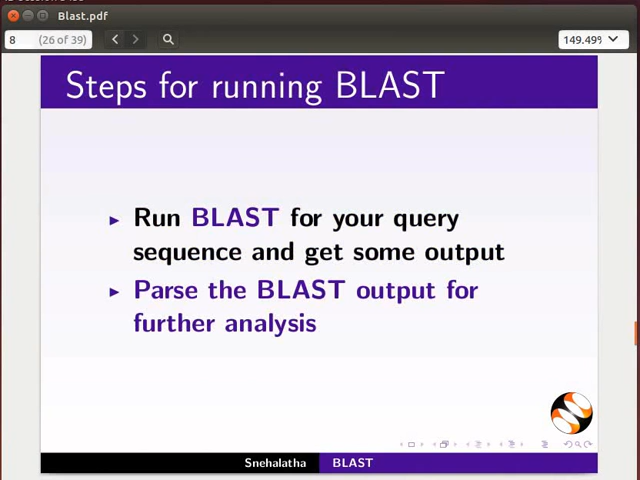 Blast.pdf
8 (26 of 39) 149.49%
Steps for running BLAST
Run BLAST for your query
sequence and get some output
Parse the BLAST output for
further analysis
Snehalatha BLAST